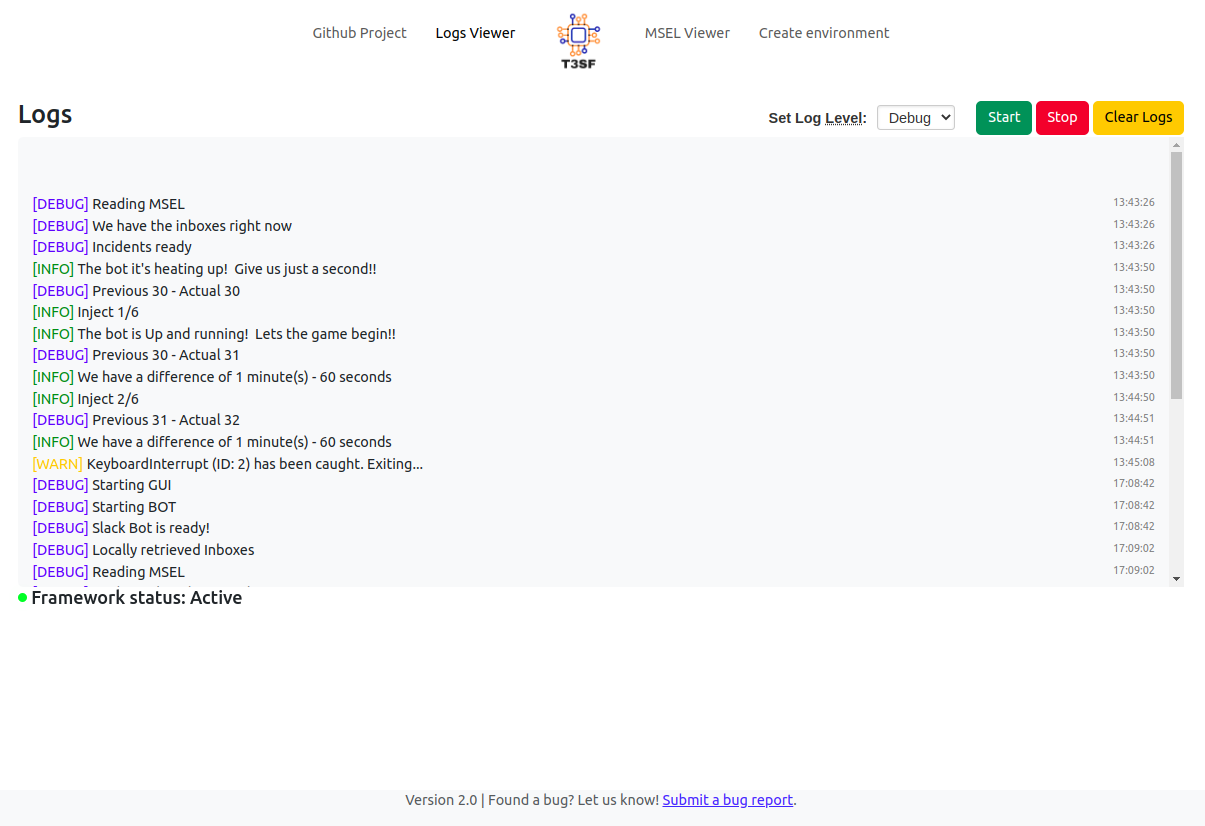 Github Project Logs Viewer T3SF MSEL Viewer Create environment
Logs Set Log Level: Debug Start Stop Clear Logs
[DEBUG] Reading MSEL 13:43:26
[DEBUG] We have the inboxes right now 13:43:26
[DEBUG] Incidents ready 13:43:26
[INFO] The bot it's heating up!  Give us just a second!! 13:43:50
[DEBUG] Previous 30 - Actual 30 13:43:50
[INFO] Inject 1/6 13:43:50
[INFO] The bot is Up and running!  Lets the game begin!! 13:43:50
[DEBUG] Previous 30 - Actual 31 13:43:50
[INFO] We have a difference of 1 minute(s) - 60 seconds 13:43:50
[INFO] Inject 2/6 13:44:50
[DEBUG] Previous 31 - Actual 32 13:44:51
[INFO] We have a difference of 1 minute(s) - 60 seconds 13:44:51
[WARN] KeyboardInterrupt (ID: 2) has been caught. Exiting... 13:45:08
[DEBUG] Starting GUI 17:08:42
[DEBUG] Starting BOT 17:08:42
[DEBUG] Slack Bot is ready! 17:08:42
[DEBUG] Locally retrieved Inboxes 17:09:02
[DEBUG] Reading MSEL 17:09:02
Framework status: Active
Version 2.0 | Found a bug? Let us know! Submit a bug report.